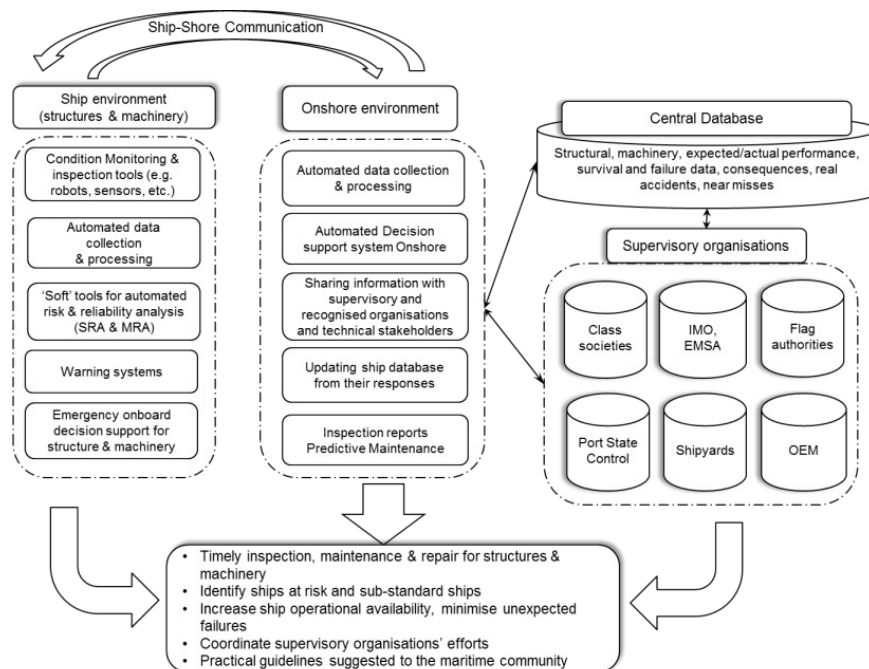 Ship-Shore Communication
Ship environment
(structures & machinery)
Condition Monitoring &
inspection tools (e.g.
robots, sensors, etc.)
Automated data
collection
& processing
‘Soft’ tools for automated
risk & reliability analysis
(SRA & MRA)
Warning systems
Emergency onboard
decision support for
structure & machinery
Onshore environment
Automated data collection
& processing
Automated Decision
support system Onshore
Sharing information with
supervisory and
recognised organisations
and technical stakeholders
Updating ship database
from their responses
Inspection reports
Predictive Maintenance
Central Database
Structural, machinery, expected/actual performance,
survival and failure data, consequences, real
accidents, near misses
Supervisory organisations
Class
societies
IMO,
EMSA
Flag
authorities
Port State
Control
Shipyards
OEM
• Timely inspection, maintenance & repair for structures &
machinery
• Identify ships at risk and sub-standard ships
• Increase ship operational availability, minimise unexpected
failures
• Coordinate supervisory organisations’ efforts
• Practical guidelines suggested to the maritime community